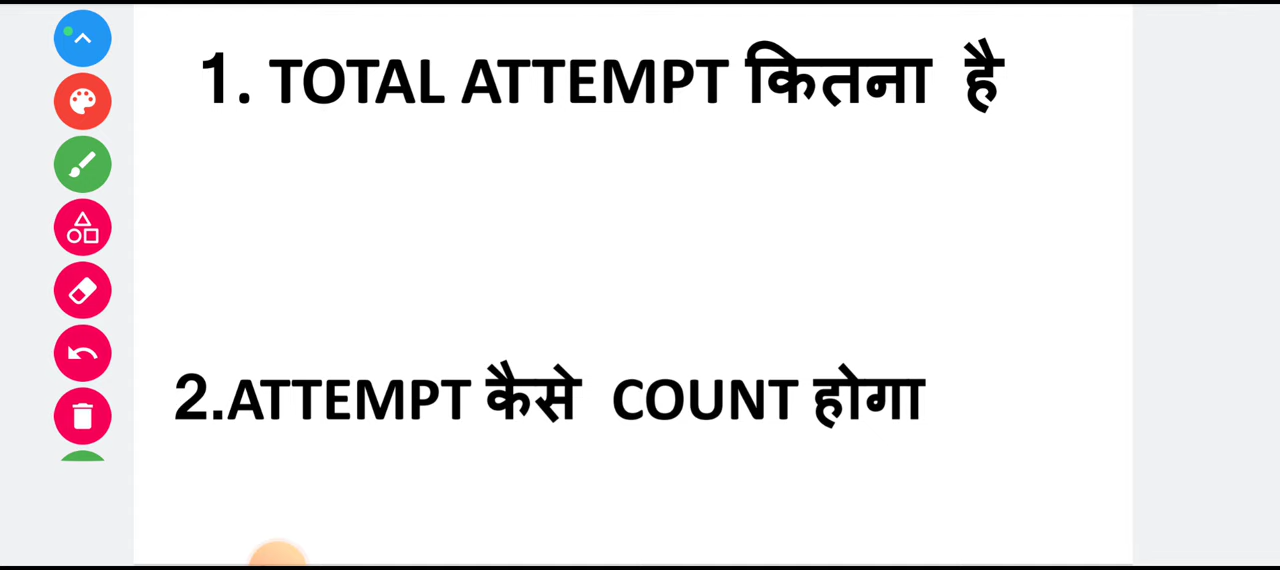 1. TOTAL ATTEMPT कितना है
2.ATTEMPT कैसे COUNT होगा